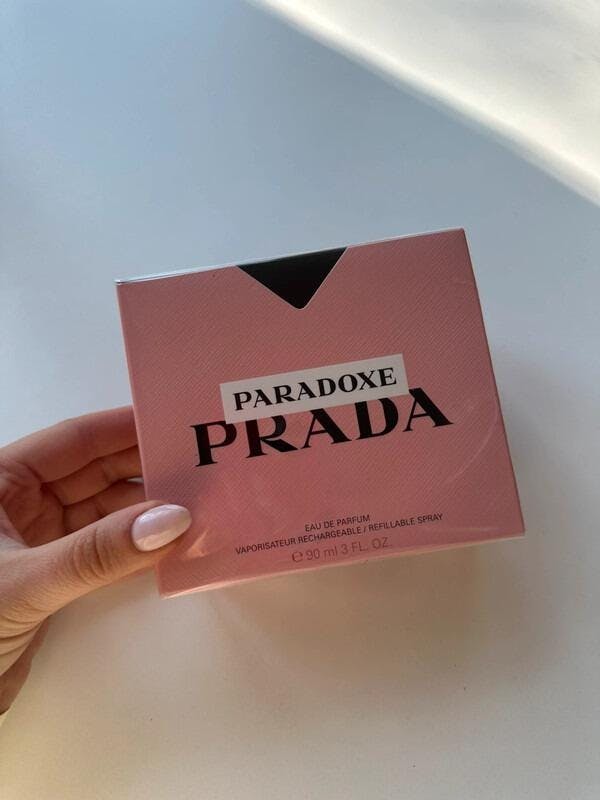 PARADOXE
PRADA
EAU DE PARFUM
VAPORISATEUR RECHARGEABLE / REFILLABLE SPRAY
℮ 90 ml 3 FL. OZ.